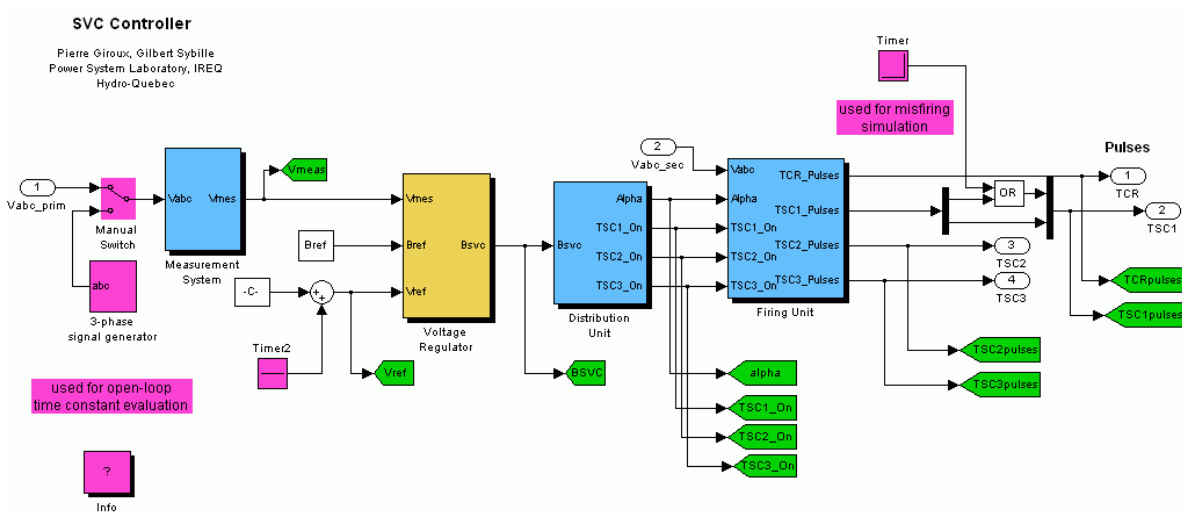 SVC Controller
Pierre Giroux, Gilbert Sybille
Power System Laboratory, IREQ
Hydro-Quebec
1
Vabc_prim
Manual
Switch
abc
3-phase
signal generator
used for open-loop
time constant evaluation
?
Info
Vabc
Vmes
Measurement
System
Vmeas
Bref
-C-
++
Timer2
Vref
Vmes
Bref
Vref
Bsvc
Voltage
Regulator
BSVC
Bsvc
Alpha
TSC1_On
TSC2_On
TSC3_On
Distribution
Unit
alpha
TSC1_On
TSC2_On
TSC3_On
2
Vabc_sec
Vabc
Alpha
TSC1_On
TSC2_On
TSC3_On
TCR_Pulses
TSC1_Pulses
TSC2_Pulses
TSC3_Pulses
Firing Unit
Timer
used for misfiring
simulation
OR
Pulses
1
TCR
2
TSC1
3
TSC2
4
TSC3
TCRpulses
TSC1pulses
TSC2pulses
TSC3pulses